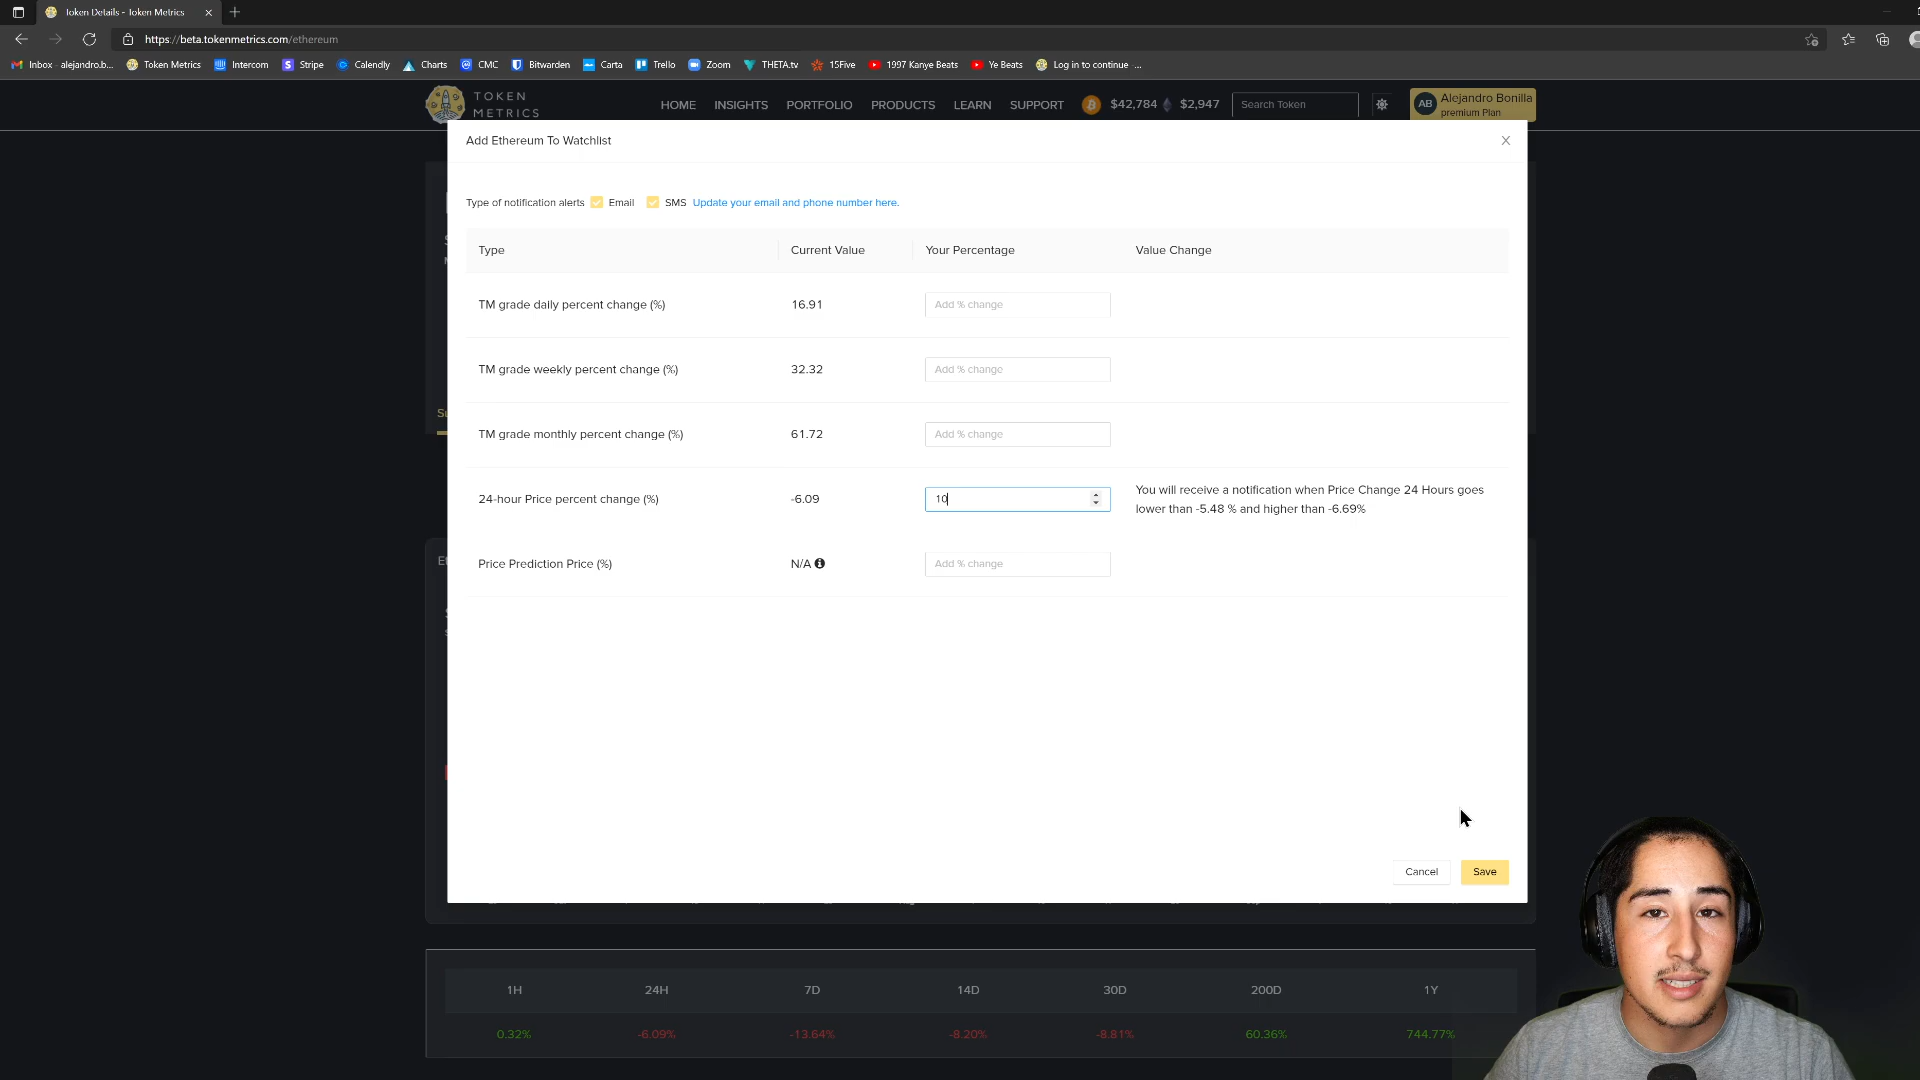 Token Details - Token Metrics
https://beta.tokenmetrics.com/ethereum
Inbox - alejandro.b... Token Metrics Intercom Stripe Calendly Charts CMC Bitwarden Carta Trello Zoom THETA.tv 15Five 1997 Kanye Beats Ye Beats Log in to continue ...
TOKEN
METRICS
HOME INSIGHTS PORTFOLIO PRODUCTS LEARN SUPPORT $42,784 $2,947 Search Token
AB Alejandro Bonilla
premium Plan
Add Ethereum To Watchlist X
Type of notification alerts Email SMS Update your email and phone number here.
Type Current Value Your Percentage Value Change
TM grade daily percent change (%) 16.91 Add % change
TM grade weekly percent change (%) 32.32 Add % change
TM grade monthly percent change (%) 61.72 Add % change
24-hour Price percent change (%) -6.09 10 You will receive a notification when Price Change 24 Hours goes
lower than -5.48 % and higher than -6.69%
Price Prediction Price (%) N/A Add % change
Cancel Save
1H 24H 7D 14D 30D 200D 1Y
0.32% -6.09% -13.64% -8.20% -8.81% 60.36% 744.77%